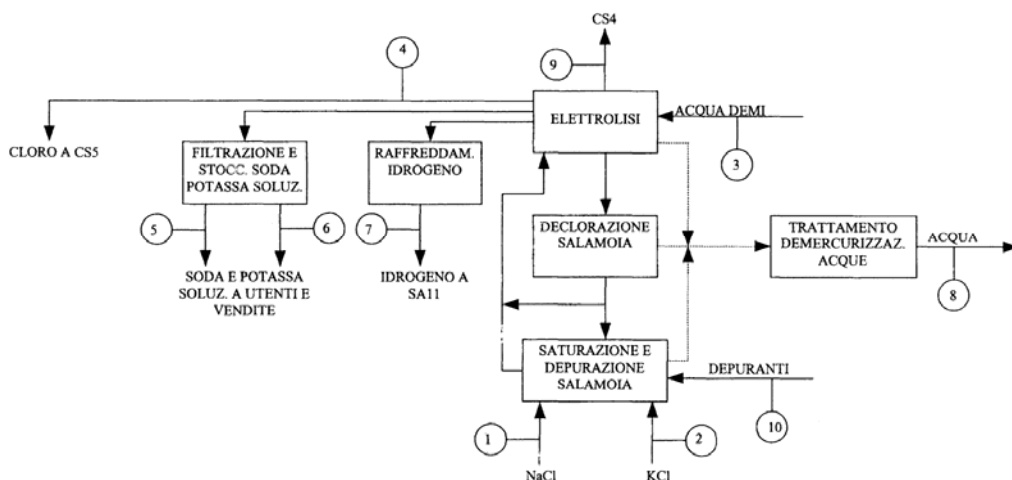 CS4
4
9
ELETTROLISI
ACQUA DEMI
3
CLORO A CS5
FILTRAZIONE E
STOCC. SODA
POTASSA SOLUZ.
RAFFREDDAM.
IDROGENO
5
6
7
SODA E POTASSA
SOLUZ. A UTENTI E
VENDITE
IDROGENO A
SA11
DECLORAZIONE
SALAMOIA
TRATTAMENTO
DEMERCURIZZAZ.
ACQUE
ACQUA
8
SATURAZIONE E
DEPURAZIONE
SALAMOIA
DEPURANTI
10
1
2
NaCl
KCl